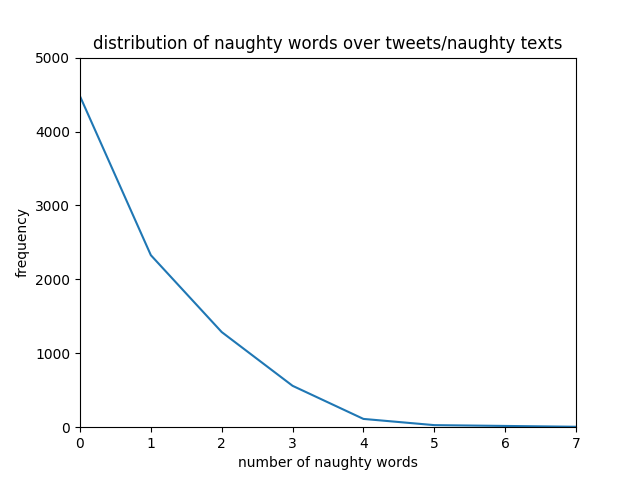 distribution of naughty words over tweets/naughty texts
5000
4000
3000
2000
1000
0
frequency
0 1 2 3 4 5 6 7
number of naughty words